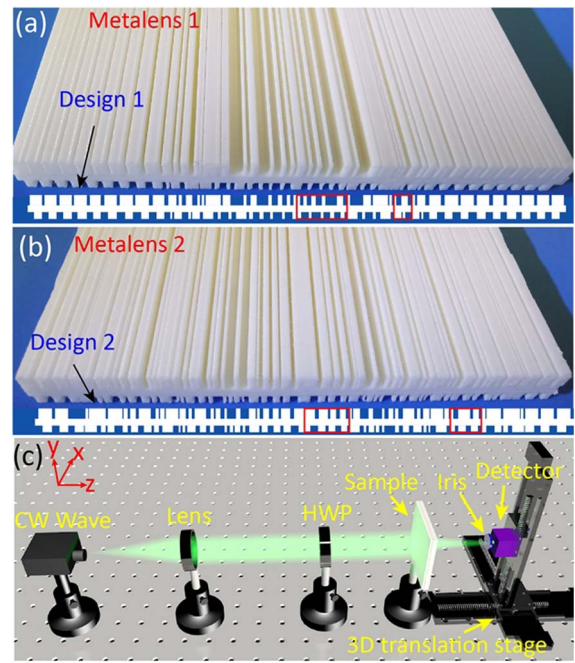 (a)
Metalens 1
Design 1
(b)
Metalens 2
Design 2
(c)
y
x
z
CW Wave
Lens
HWP
Sample
Iris
Detector
3D translation stage